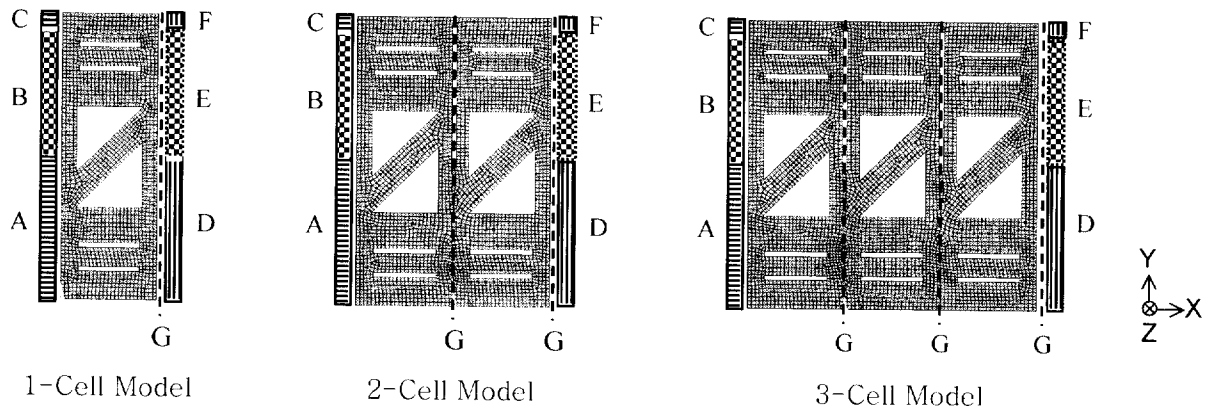 C F C F C F
B E B E B E
A D A D A D
G G G G G G
Y
X
Z
1-Cell Model 2-Cell Model 3-Cell Model